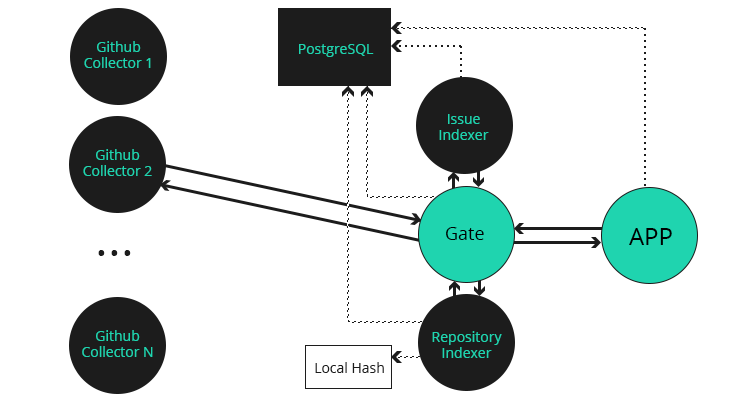 Github
Collector 1
PostgreSQL
Issue
Indexer
Github
Collector 2
Gate
APP
• • •
Github
Collector N
Repository
Indexer
Local Hash